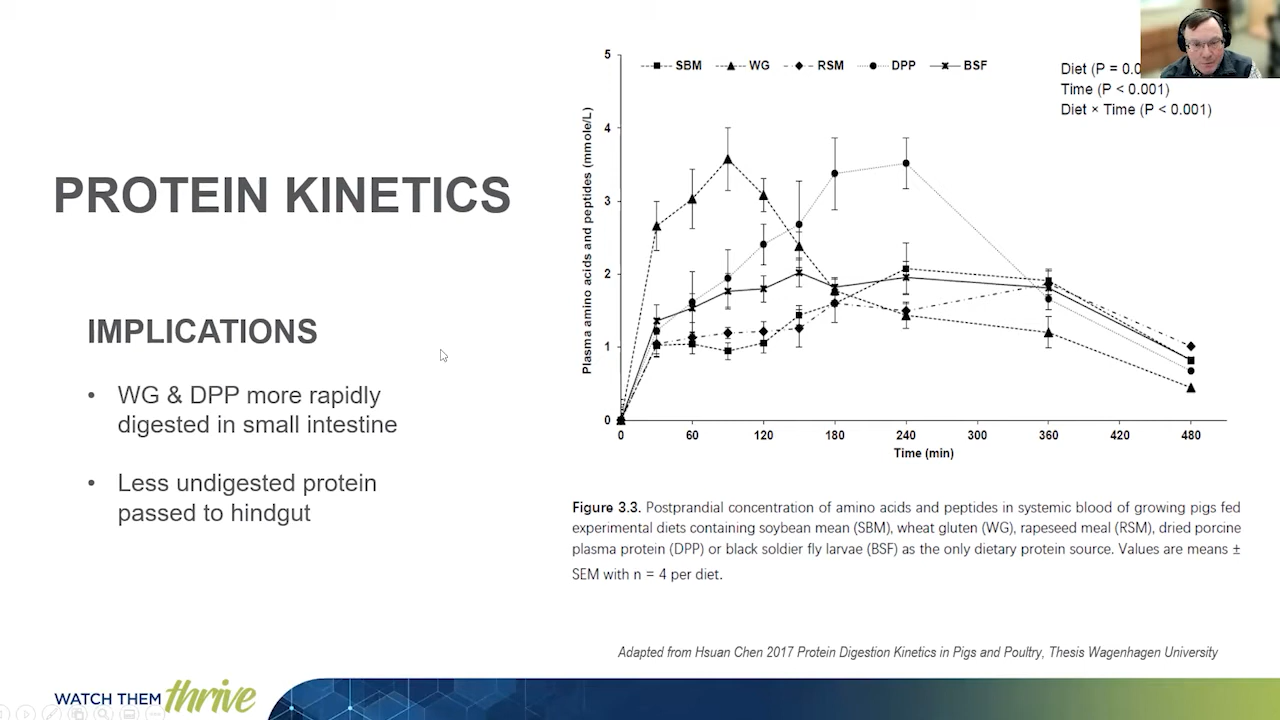 PROTEIN KINETICS
IMPLICATIONS
• WG & DPP more rapidly
digested in small intestine
• Less undigested protein
passed to hindgut
SBM WG RSM DPP BSF
Diet (P = 0.0
Time (P < 0.001)
Diet × Time (P < 0.001)
Plasma amino acids and peptides (mmole/L)
5
4
3
2
1
0
0 60 120 180 240 300 360 420 480
Time (min)
Figure 3.3. Postprandial concentration of amino acids and peptides in systemic blood of growing pigs fed
experimental diets containing soybean mean (SBM), wheat gluten (WG), rapeseed meal (RSM), dried porcine
plasma protein (DPP) or black soldier fly larvae (BSF) as the only dietary protein source. Values are means ±
SEM with n = 4 per diet.
Adapted from Hsuan Chen 2017 Protein Digestion Kinetics in Pigs and Poultry, Thesis Wagenhagen University
WATCH THEM thrive